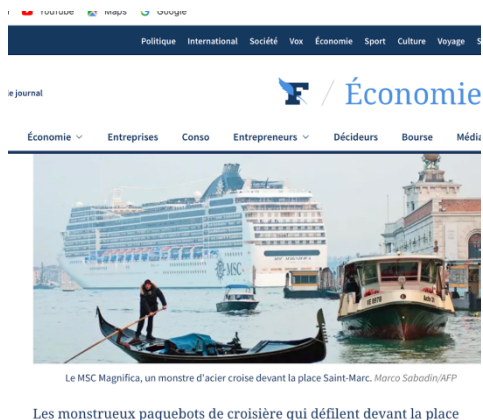 YouTube Maps Google
Politique International Société Vox Économie Sport Culture Voyage
le journal
F / Économie
Économie Entreprises Conso Entrepreneurs Décideurs Bourse
MSC
Le MSC Magnifica, un monstre d'acier croise devant la place Saint-Marc. Marco Sabadin/AFP
Les monstrueux paquebots de croisière qui défilent devant la place